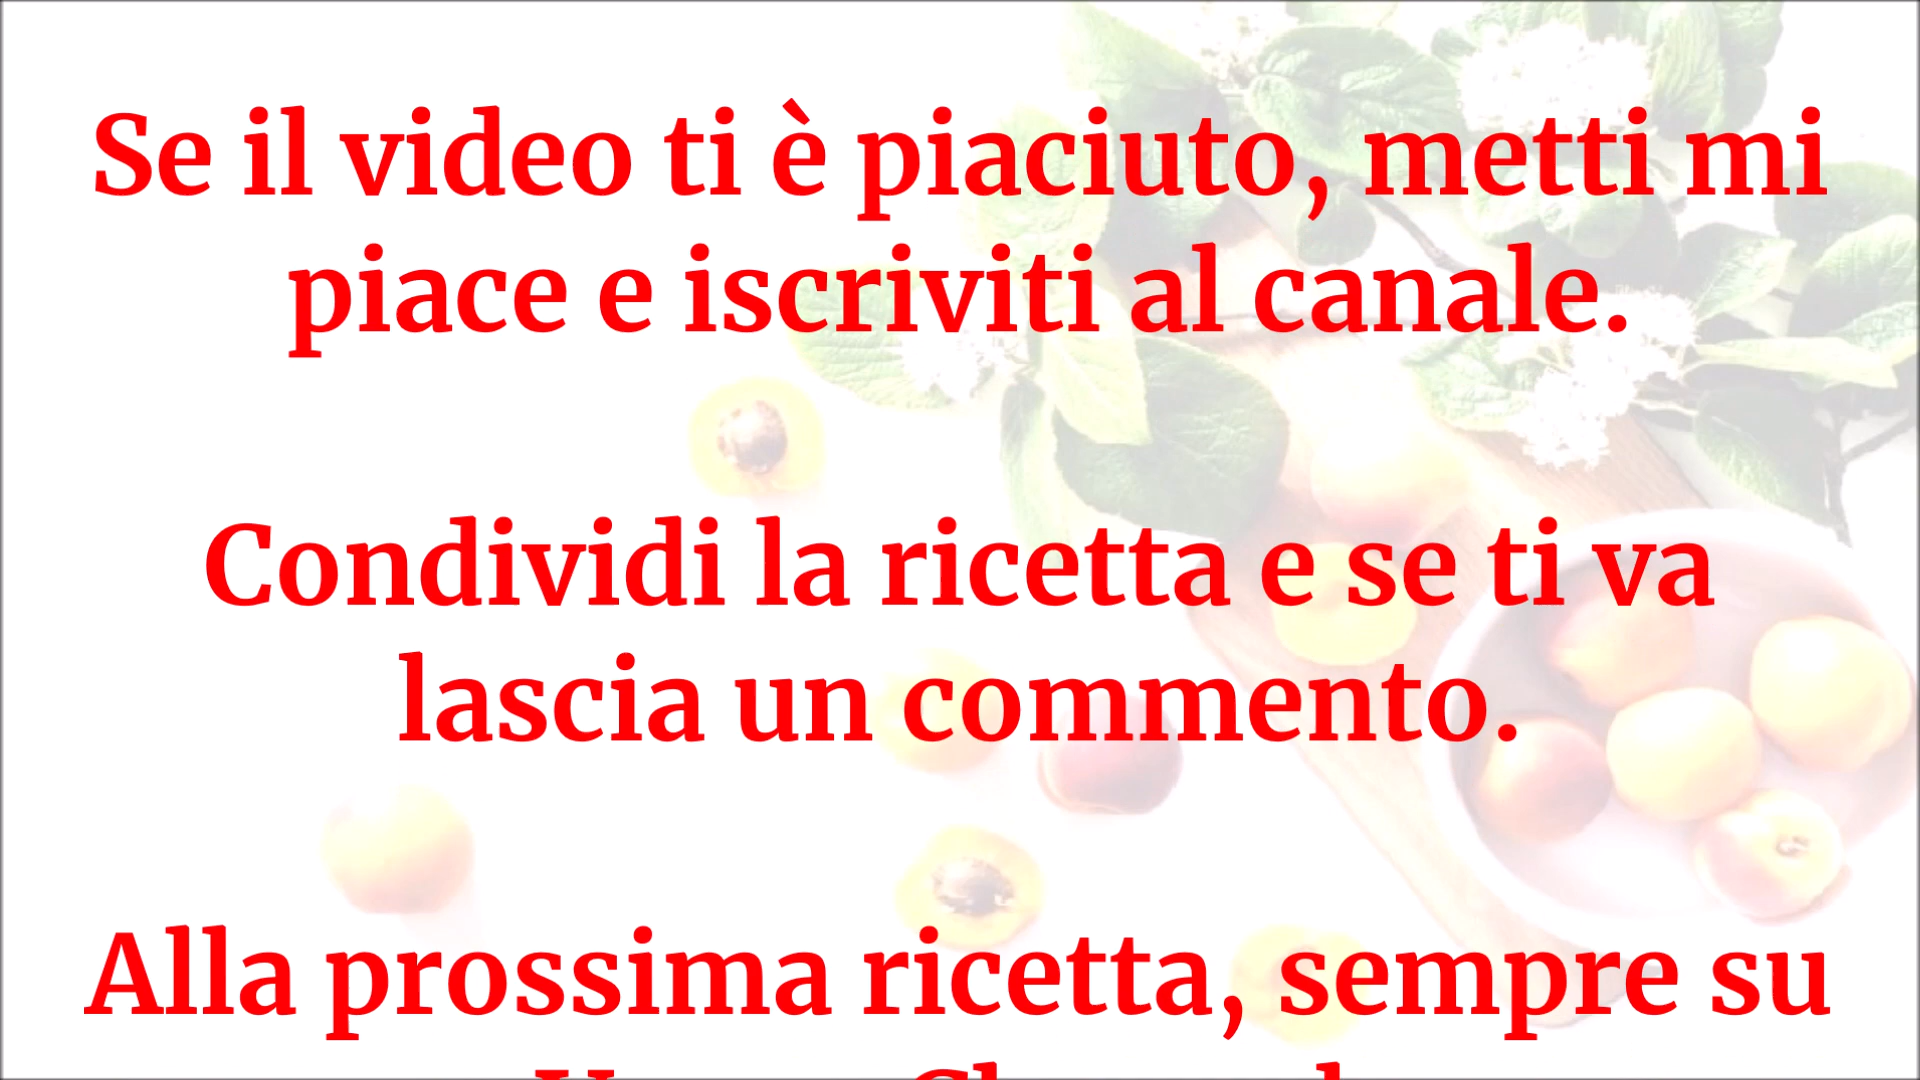 Se il video ti è piaciuto, metti mi
piace e iscriviti al canale.
Condividi la ricetta e se ti va
lascia un commento.
Alla prossima ricetta, sempre su